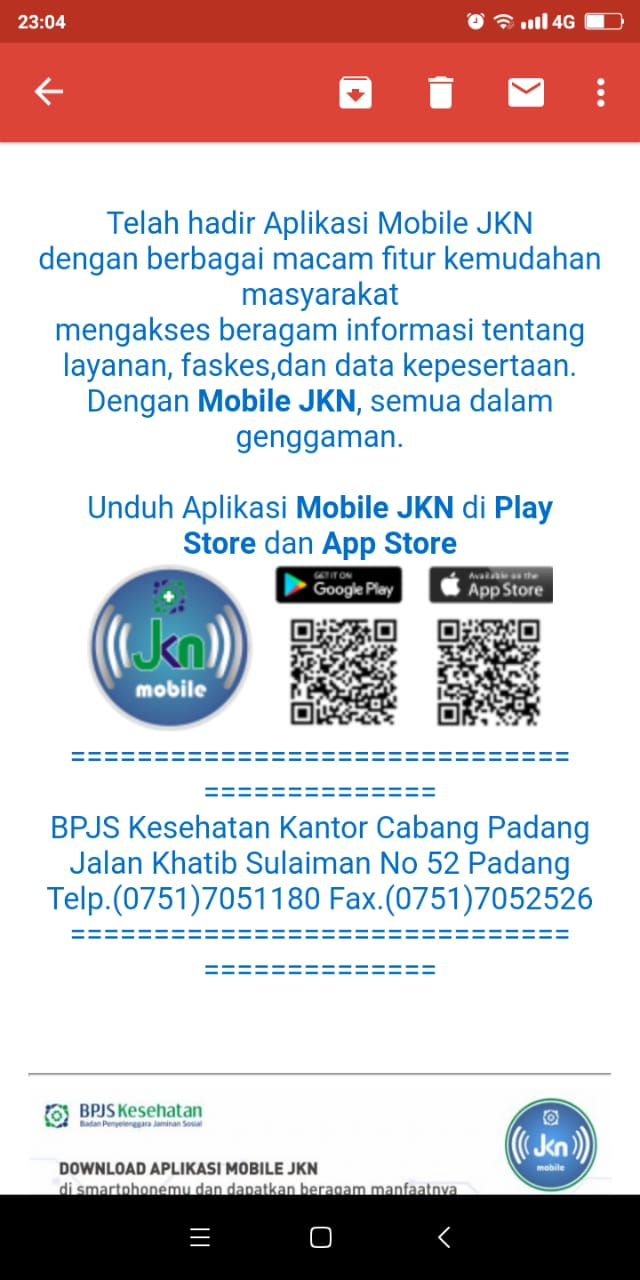 23:04
4G
Telah hadir Aplikasi Mobile JKN
dengan berbagai macam fitur kemudahan
masyarakat
mengakses beragam informasi tentang
layanan, faskes,dan data kepesertaan.
Dengan Mobile JKN, semua dalam
genggaman.
Unduh Aplikasi Mobile JKN di Play
Store dan App Store
JKN
mobile
GET IT ON
Google Play
Available on the
App Store
==============================
==============
BPJS Kesehatan Kantor Cabang Padang
Jalan Khatib Sulaiman No 52 Padang
Telp.(0751)7051180 Fax.(0751)7052526
==============================
==============
BPJS Kesehatan
Badan Penyelenggara Jaminan Sosial
JKN
mobile
DOWNLOAD APLIKASI MOBILE JKN
di smartphonemu dan dapatkan beragam manfaatnya